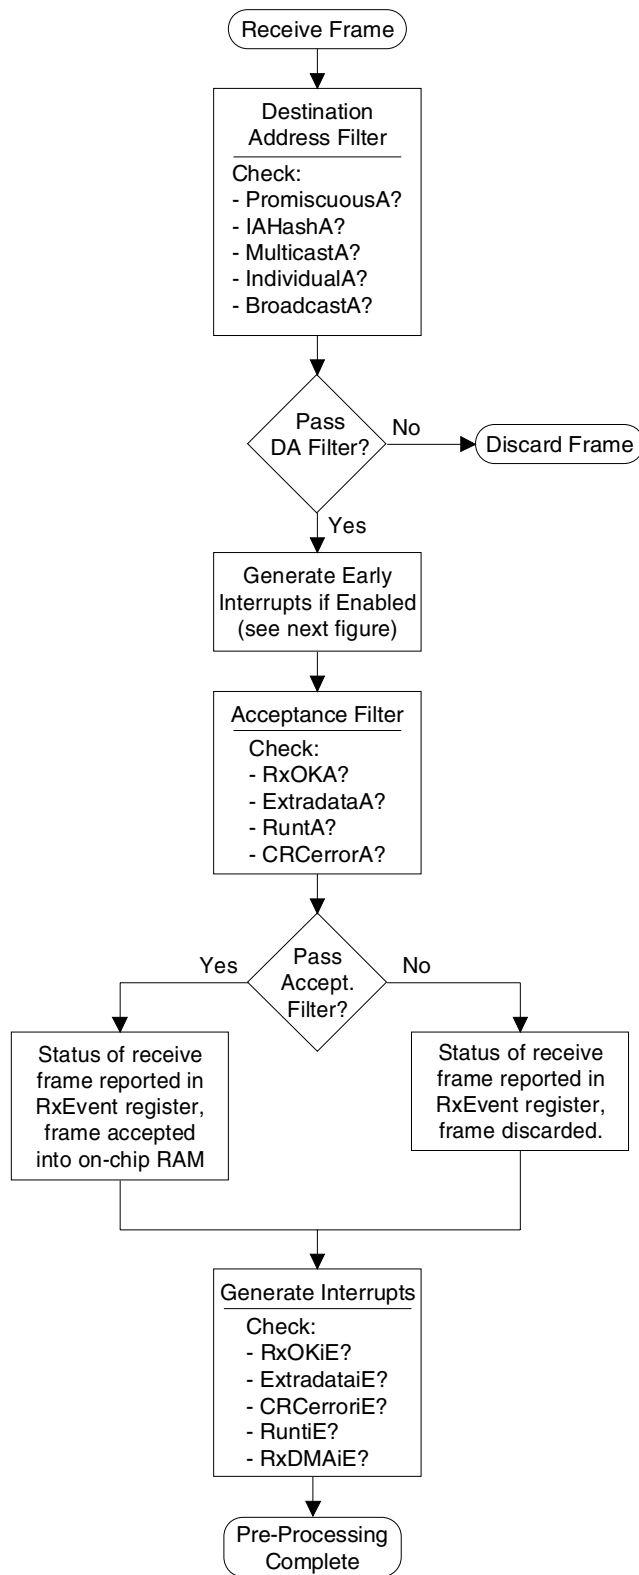 Receive Frame
Destination
Address Filter
Check:
- PromiscuousA?
- IAHashA?
- MulticastA?
- IndividualA?
- BroadcastA?
Pass
DA Filter?
No
Discard Frame
Yes
Generate Early
Interrupts if Enabled
(see next figure)
Acceptance Filter
Check:
- RxOKA?
- ExtradataA?
- RuntA?
- CRCerrorA?
Yes
Pass
Accept.
Filter?
No
Status of receive
frame reported in
RxEvent register,
frame accepted
into on-chip RAM
Status of receive
frame reported in
RxEvent register,
frame discarded.
Generate Interrupts
Check:
- RxOKiE?
- ExtradataiE?
- CRCerroriE?
- RuntiE?
- RxDMAiE?
Pre-Processing
Complete